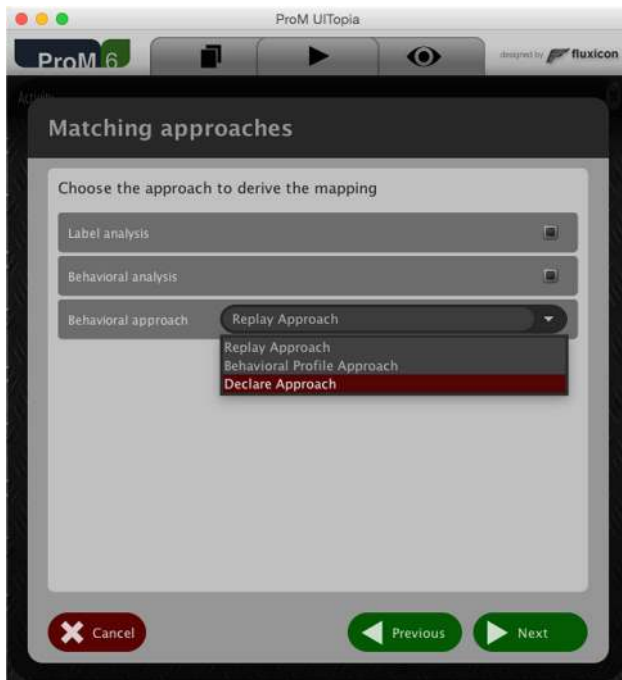 ProM UITopia
ProM 6
designed by fluxicon
Activity
Matching approaches
Choose the approach to derive the mapping
Label analysis
Behavioral analysis
Behavioral approach
Replay Approach
Replay Approach
Behavioral Profile Approach
Declare Approach
Cancel
Previous
Next